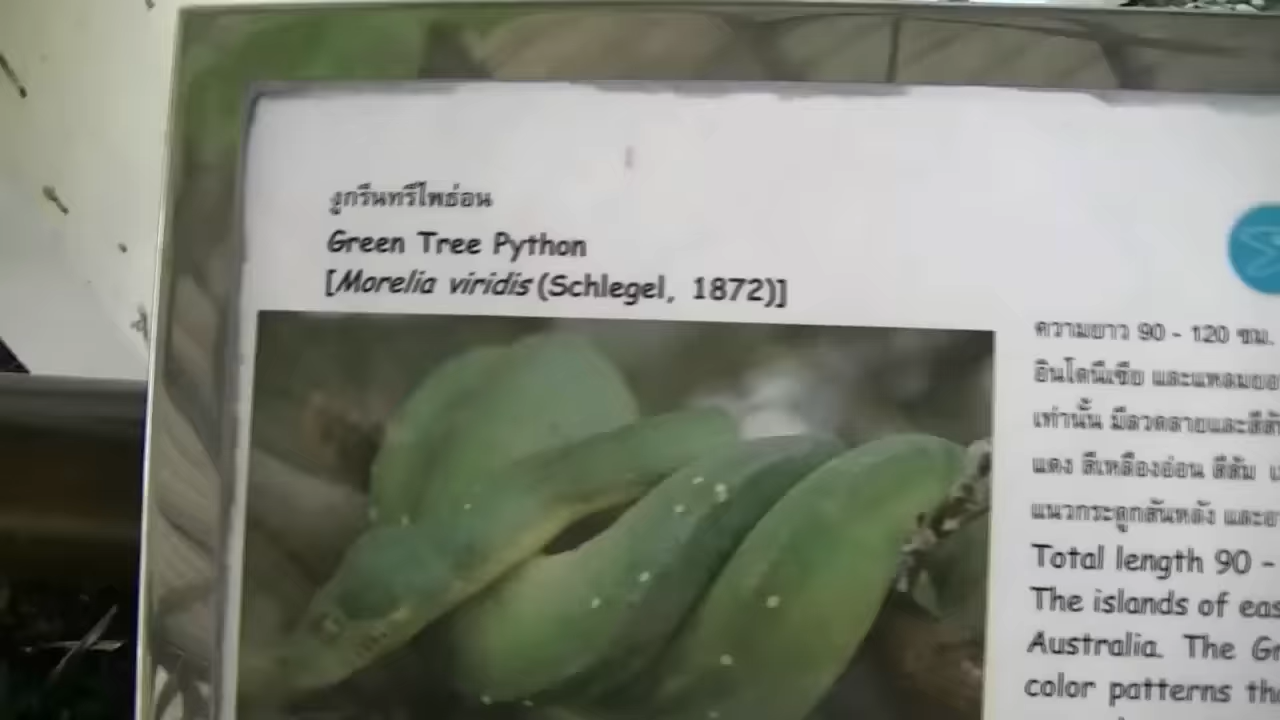 งูกรีนทรีไพธ่อน
Green Tree Python
[Morelia viridis (Schlegel, 1872)]
ความยาว 90 - 120 ซม.
อินโดนีเซีย และแหลมยอ
เท่านั้น มีลวดลายและสีสั
แดง สีเหลืองอ่อน สีส้ม
แนวกระดูกสันหลัง และ
Total length 90 -
The islands of eas
Australia. The Gr
color patterns tha